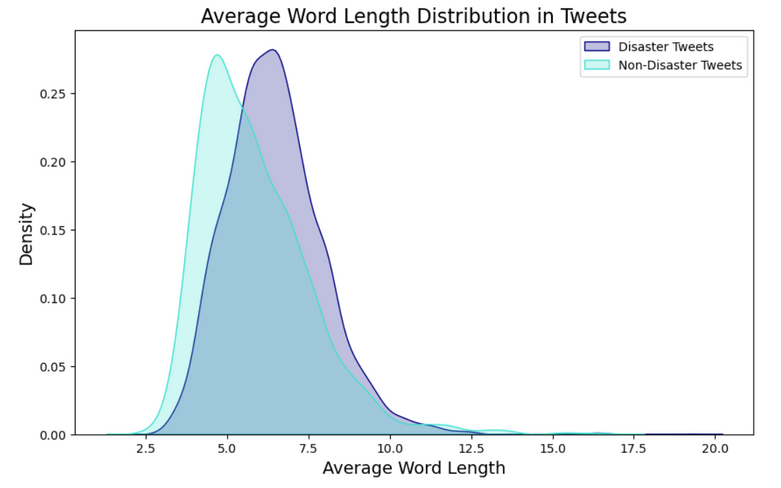 Average Word Length Distribution in Tweets
Disaster Tweets
Non-Disaster Tweets
Density
0.25
0.20
0.15
0.10
0.05
0.00
2.5 5.0 7.5 10.0 12.5 15.0 17.5 20.0
Average Word Length